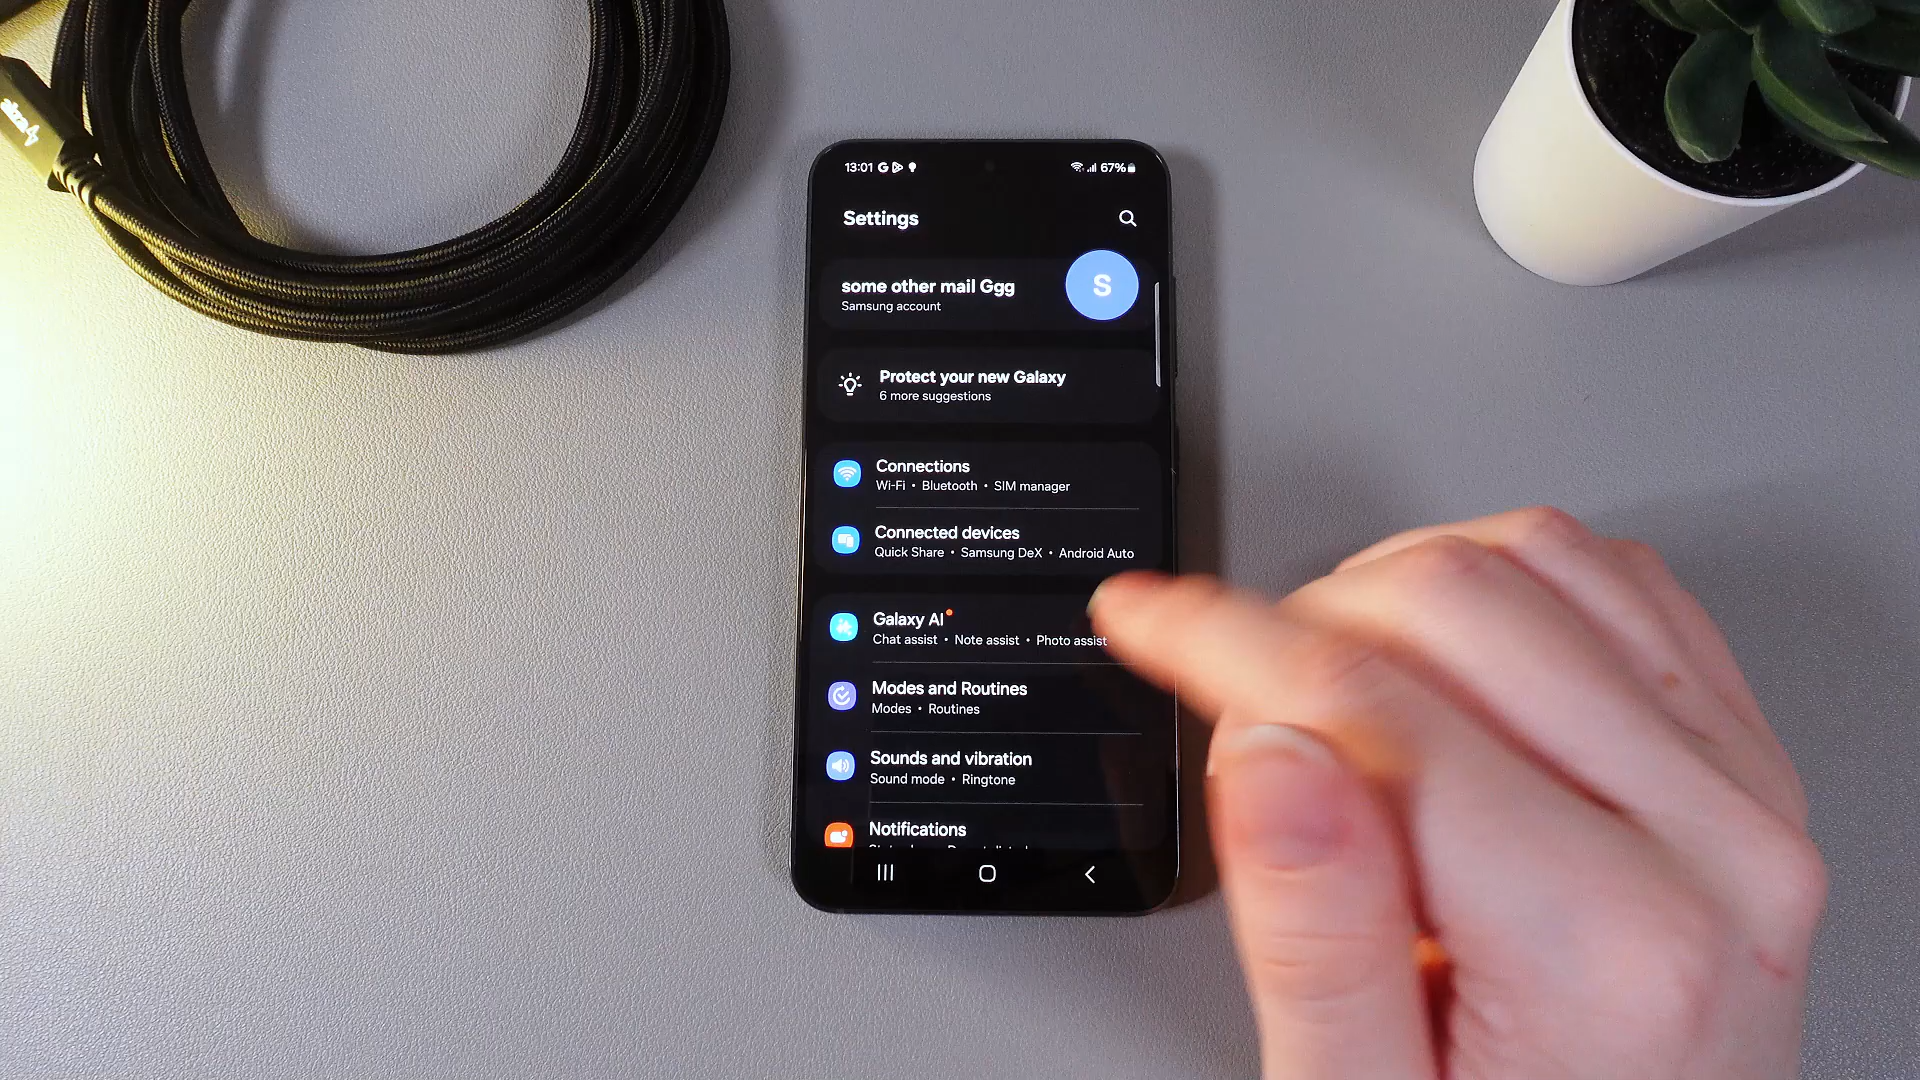 13:01
67%
Settings
some other mail Ggg
Samsung account
S
Protect your new Galaxy
6 more suggestions
Connections
Wi-Fi • Bluetooth • SIM manager
Connected devices
Quick Share • Samsung DeX • Android Auto
Galaxy AI
Chat assist • Note assist • Photo assist
Modes and Routines
Modes • Routines
Sounds and vibration
Sound mode • Ringtone
Notifications